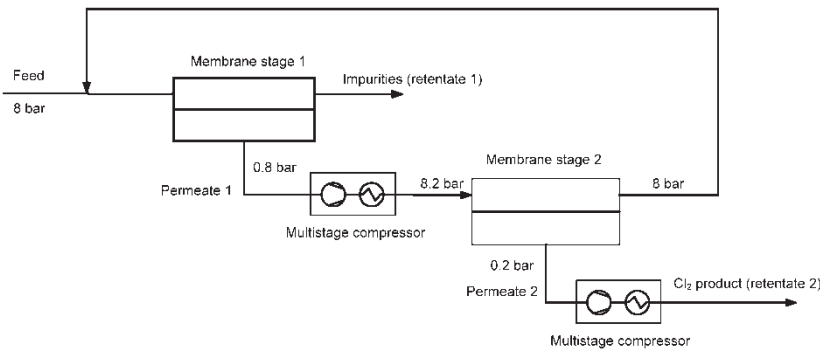 Membrane stage 1
Feed
Impurities (retentate 1)
8 bar
Membrane stage 2
0.8 bar
Permeate 1
8.2 bar
8 bar
Multistage compressor
0.2 bar
Permeate 2
Cl₂ product (retentate 2)
Multistage compressor